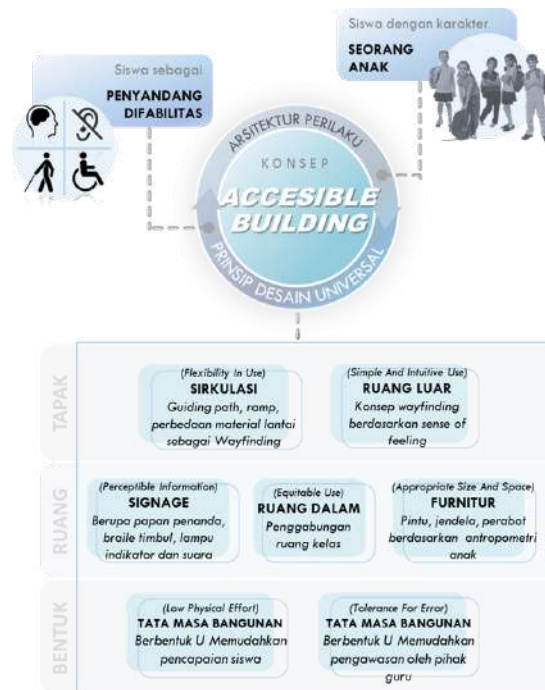 Siswa sebagai
PENYANDANG
DIFABILITAS
Siswa dengan karakter
SEORANG
ANAK
ARSITEKTUR PERILAKU
KONSEP
ACCESIBLE
BUILDING
PRINSIP DESAIN UNIVERSAL
TAPAK
(Flexibility In Use)
SIRKULASI
Guiding path, ramp,
perbedaan material lantai
sebagai Wayfinding
(Simple And Intuitive Use)
RUANG LUAR
Konsep wayfinding
berdasarkan sense of
feeling
RUANG
(Perceptible Information)
SIGNAGE
Berupa papan penanda,
braile timbul, lampu
indikator dan suara
(Equitable Use)
RUANG DALAM
Penggabungan
ruang kelas
(Appropriate Size And Space)
FURNITUR
Pintu, jendela, perabot
berdasarkan antropometri
anak
BENTUK
(Low Physical Effort)
TATA MASA BANGUNAN
Berbentuk U Memudahkan
pencapaian siswa
(Tolerance For Error)
TATA MASA BANGUNAN
Berbentuk U Memudahkan
pengawasan oleh pihak
guru